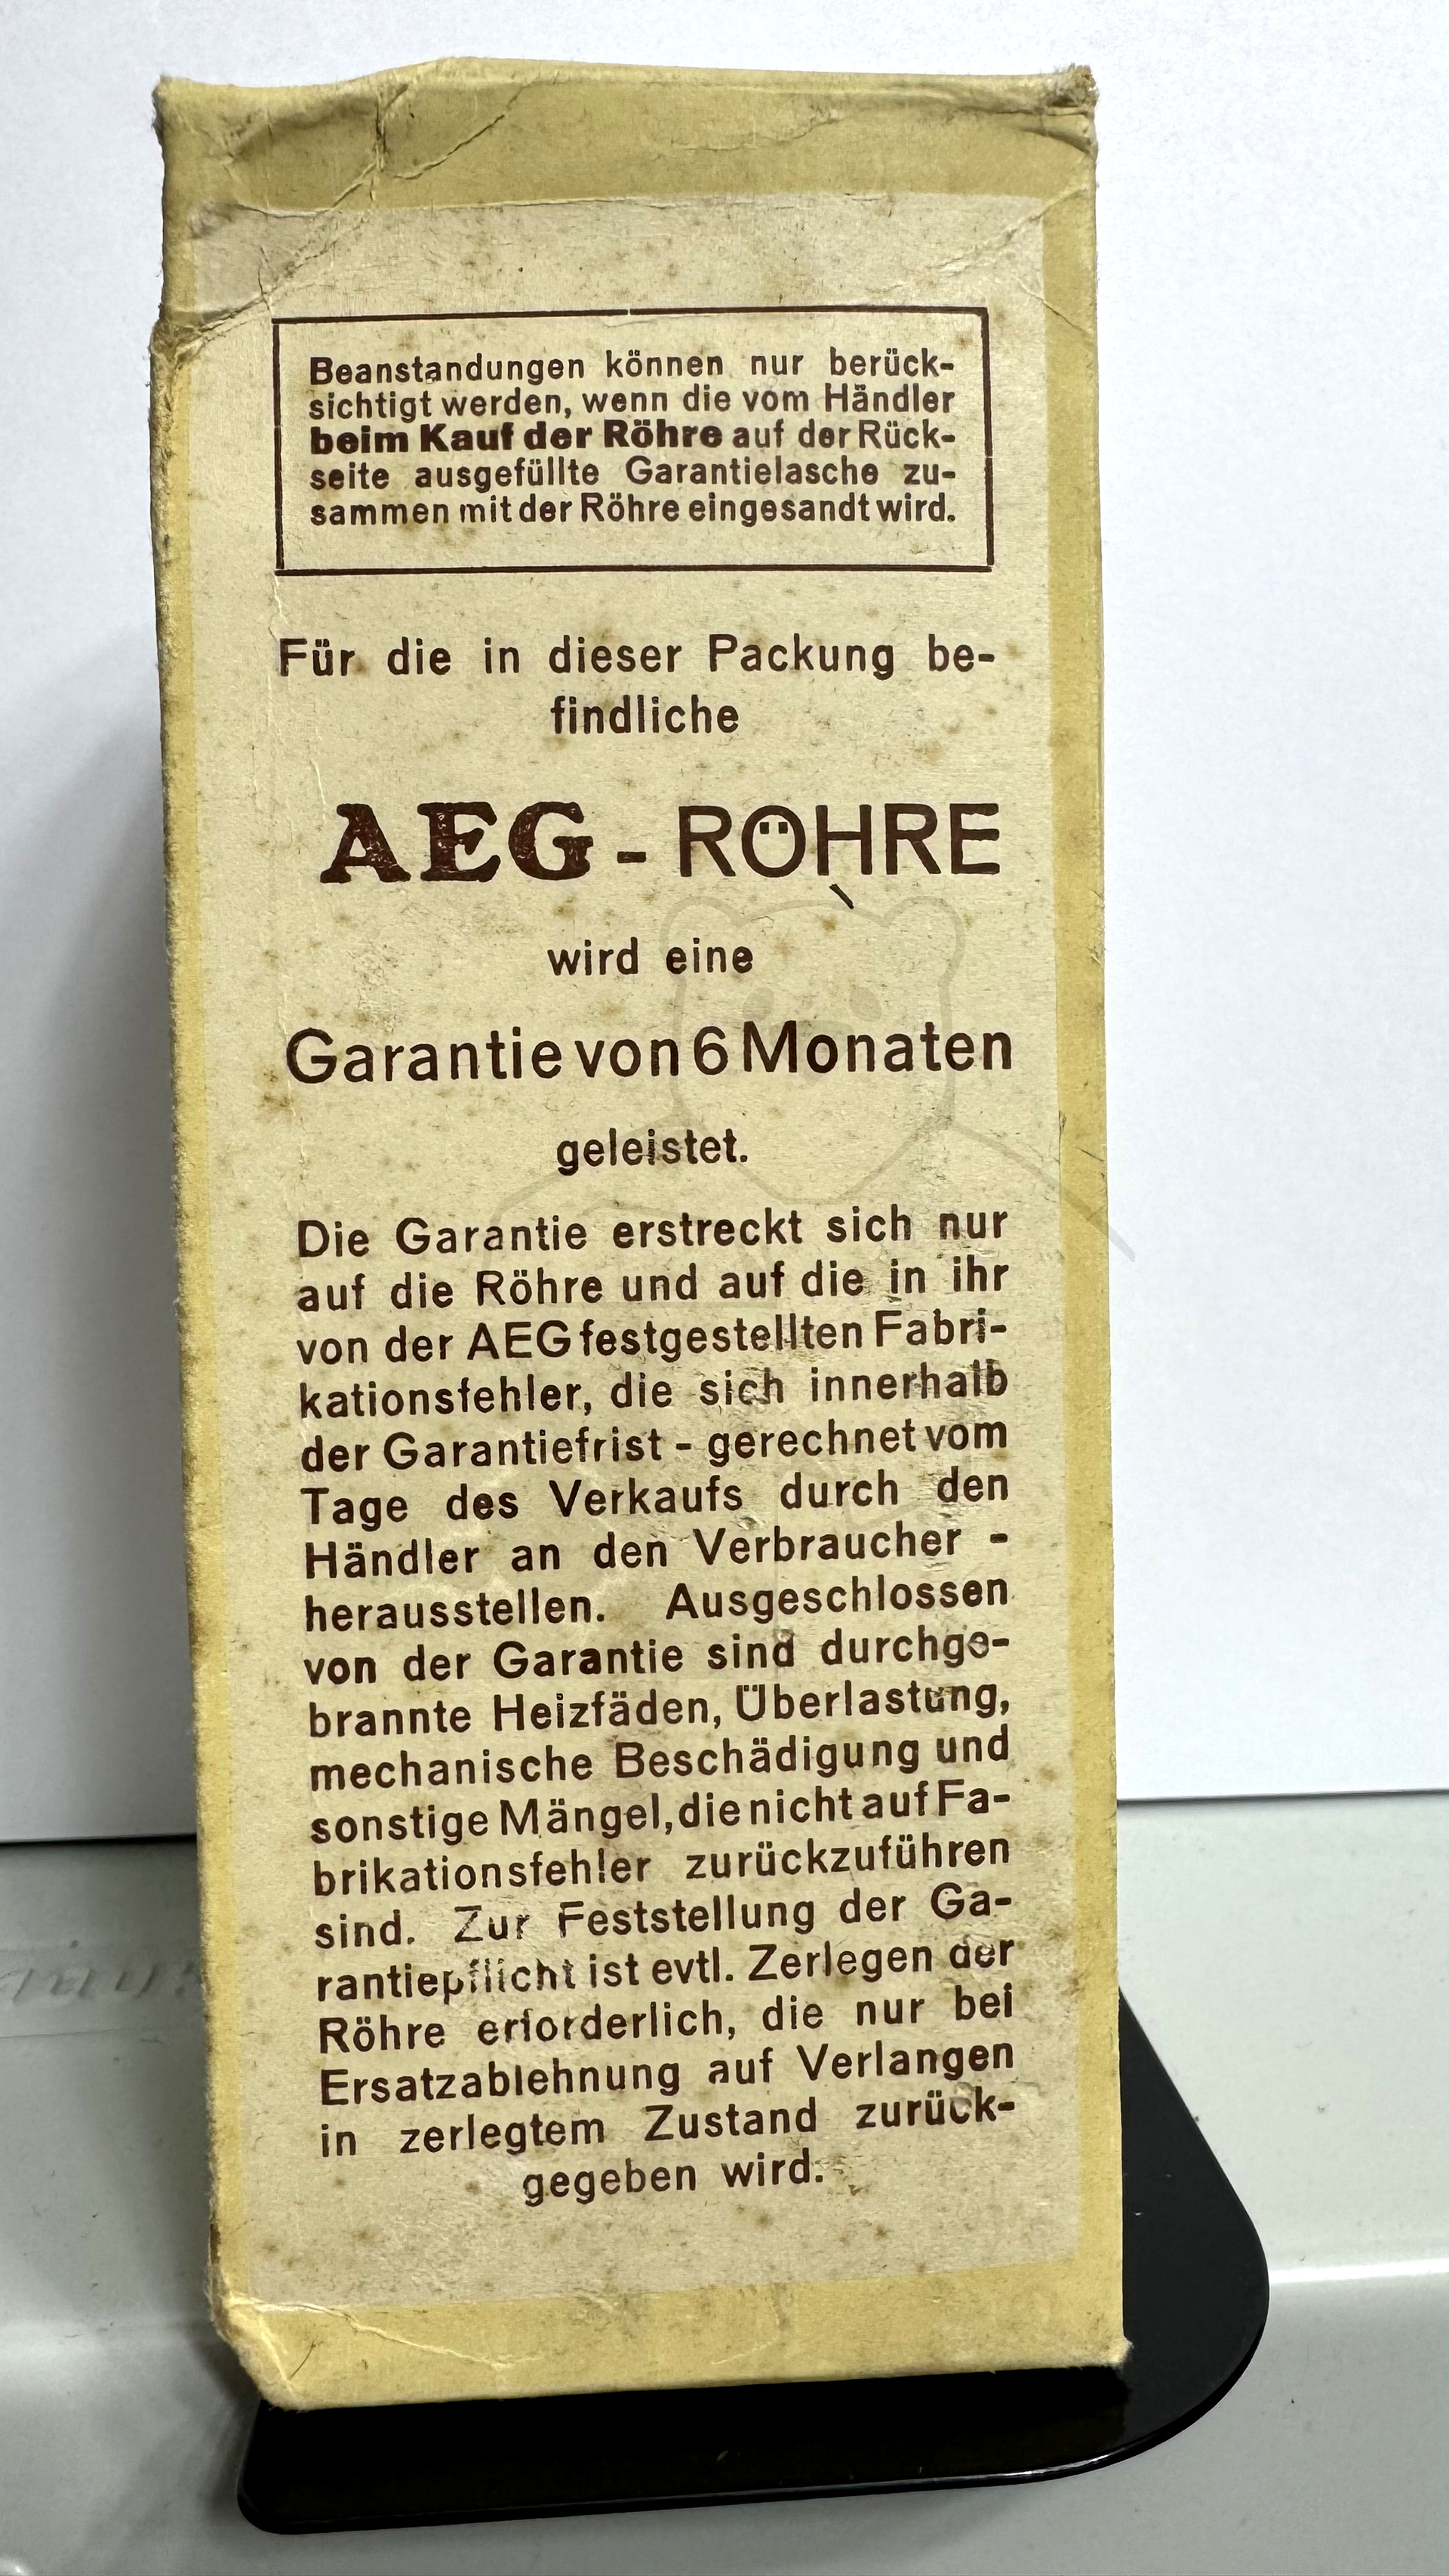 Beanstandungen können nur berück-
sichtigt werden, wenn die vom Händler
beim Kauf der Röhre auf der Rück-
seite ausgefüllte Garantielasche zu-
sammen mit der Röhre eingesandt wird.
Für die in dieser Packung be-
findliche
AEG - RÖHRE
wird eine
Garantie von 6 Monaten
geleistet.
Die Garantie erstreckt sich nur
auf die Röhre und auf die in ihr
von der AEG festgestellten Fabri-
kationsfehler, die sich innerhalb
der Garantiefrist - gerechnet vom
Tage des Verkaufs durch den
Händler an den Verbraucher -
herausstellen. Ausgeschlossen
von der Garantie sind durchge-
brannte Heizfäden, Überlastung,
mechanische Beschädigung und
sonstige Mängel, die nicht auf Fa-
brikationsfehler zurückzuführen
sind. Zur Feststellung der Ga-
rantiepflicht ist evtl. Zerlegen der
Röhre erforderlich, die nur bei
Ersatzablehnung auf Verlangen
in zerlegtem Zustand zurück-
gegeben wird.